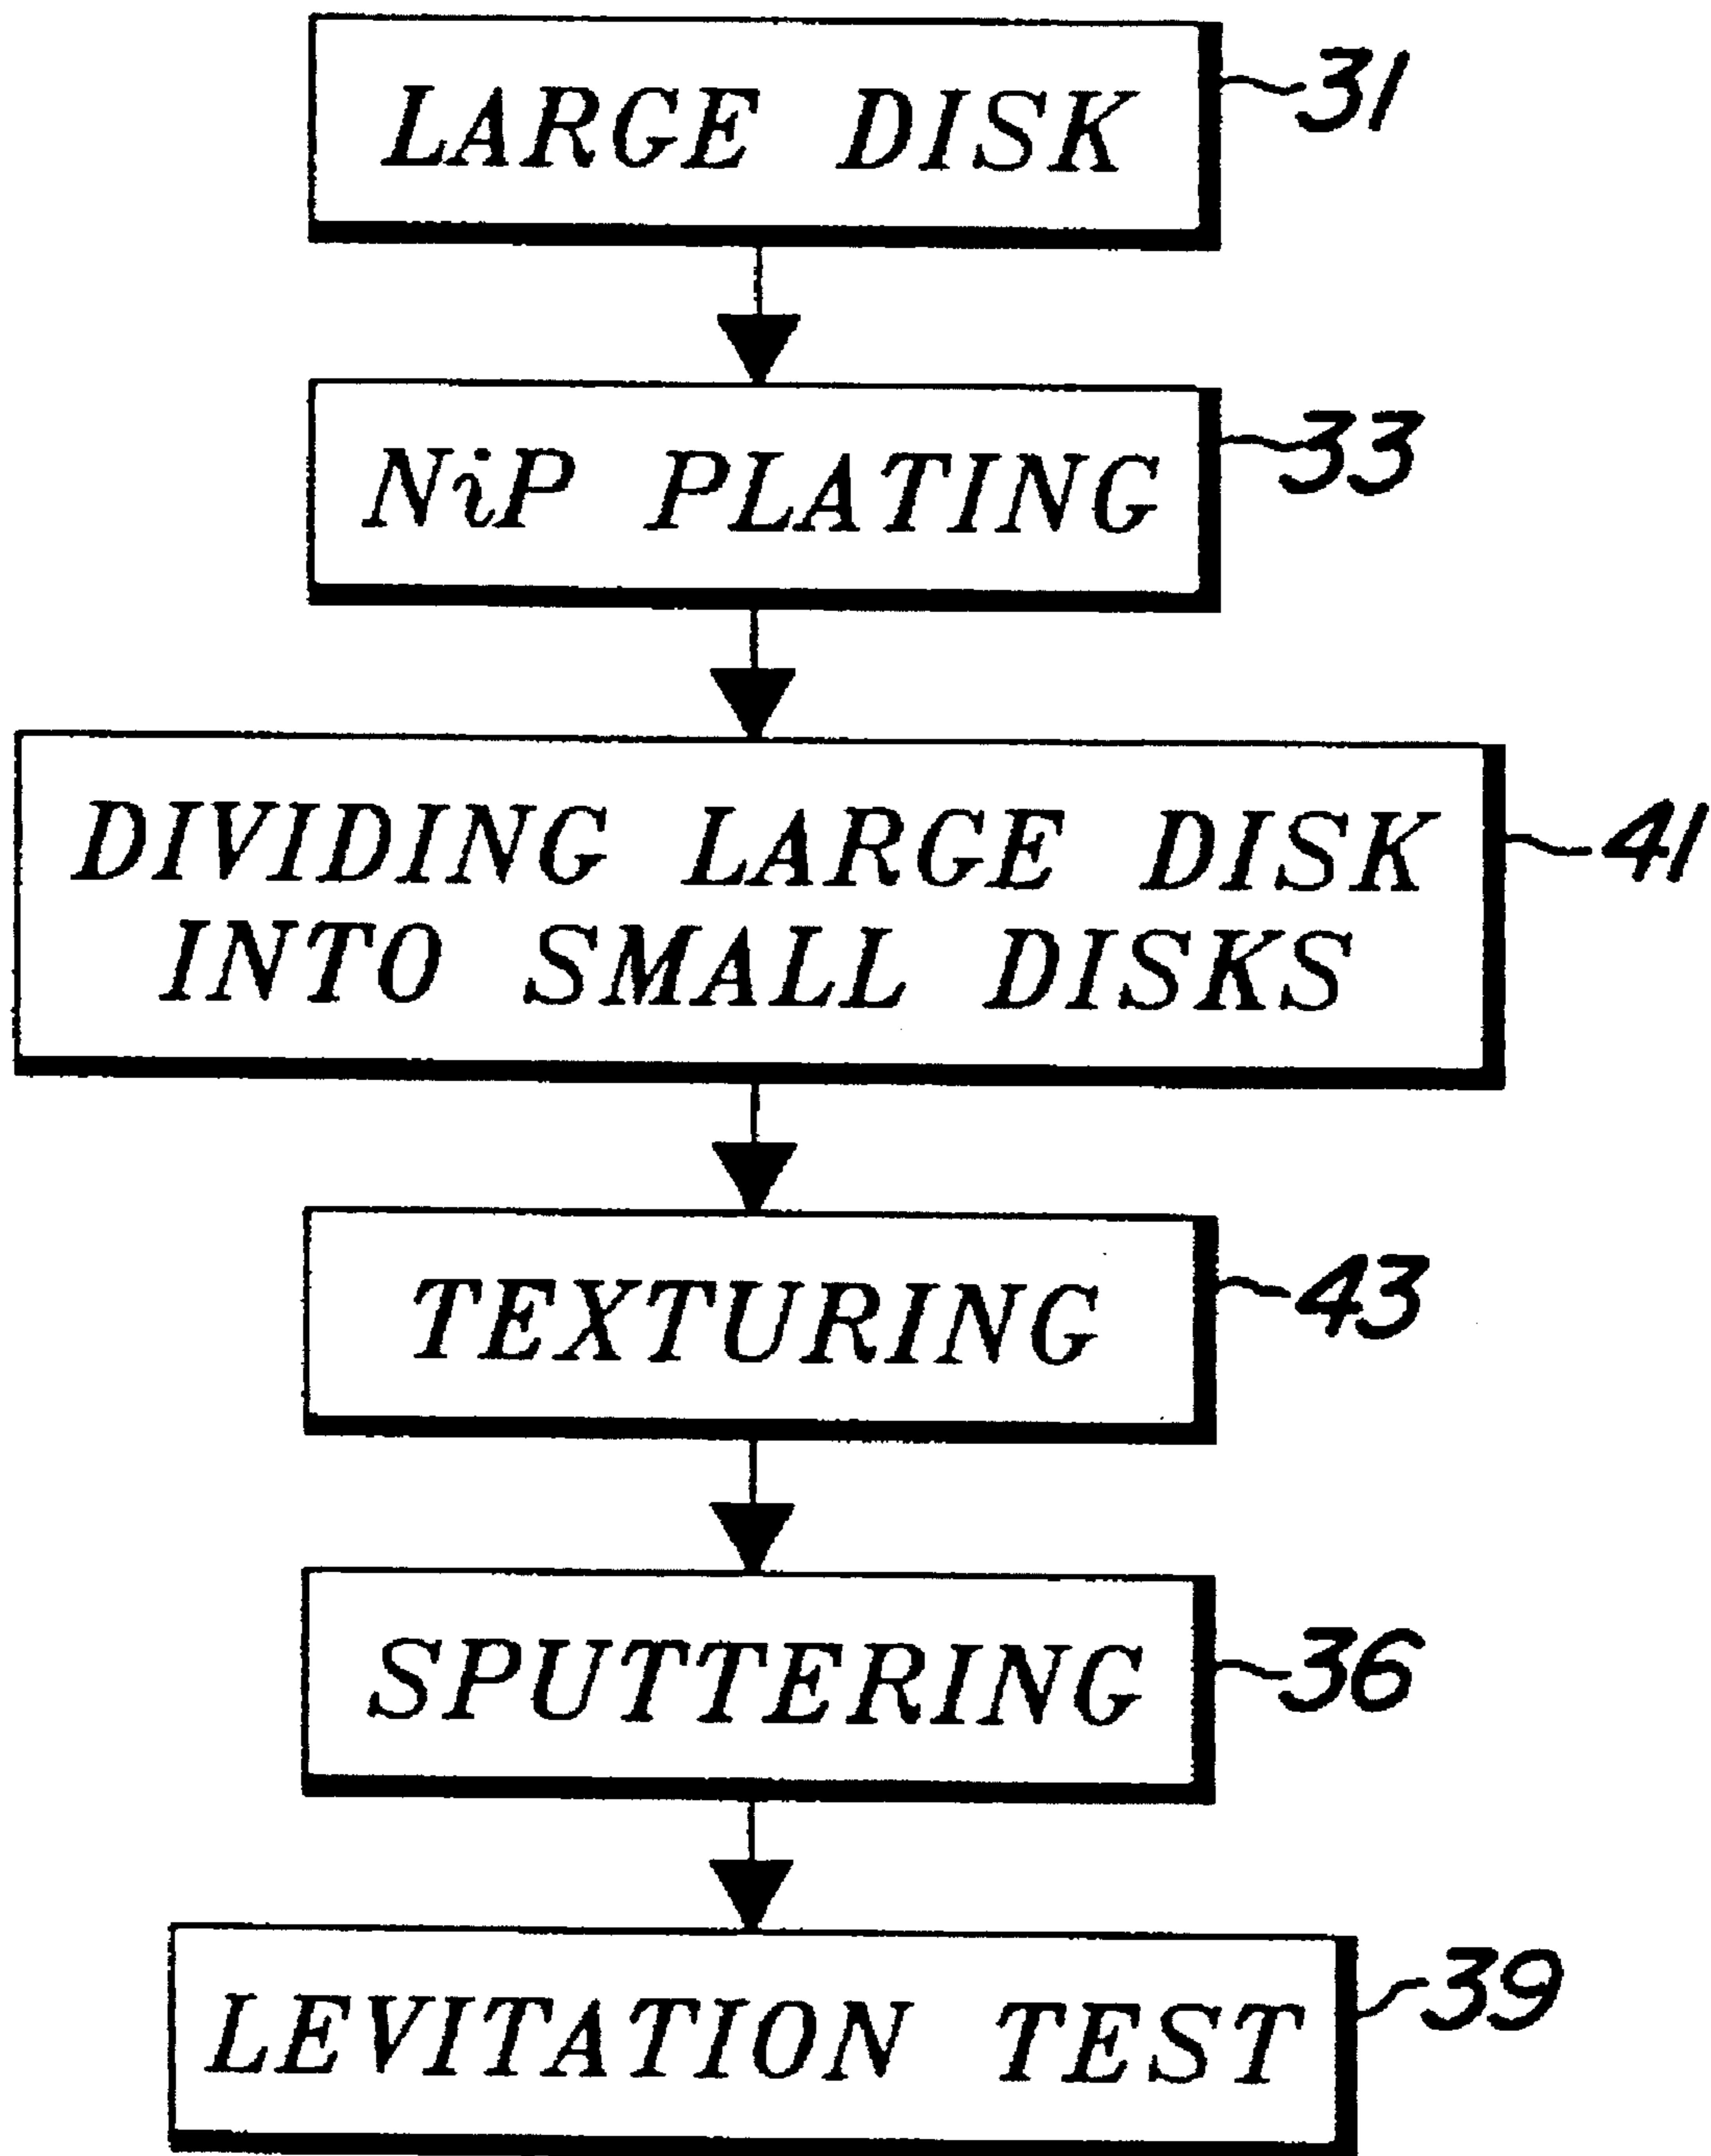 LARGE DISK
31
NiP PLATING
33
DIVIDING LARGE DISK
INTO SMALL DISKS
41
TEXTURING
43
SPUTTERING
36
LEVITATION TEST
39